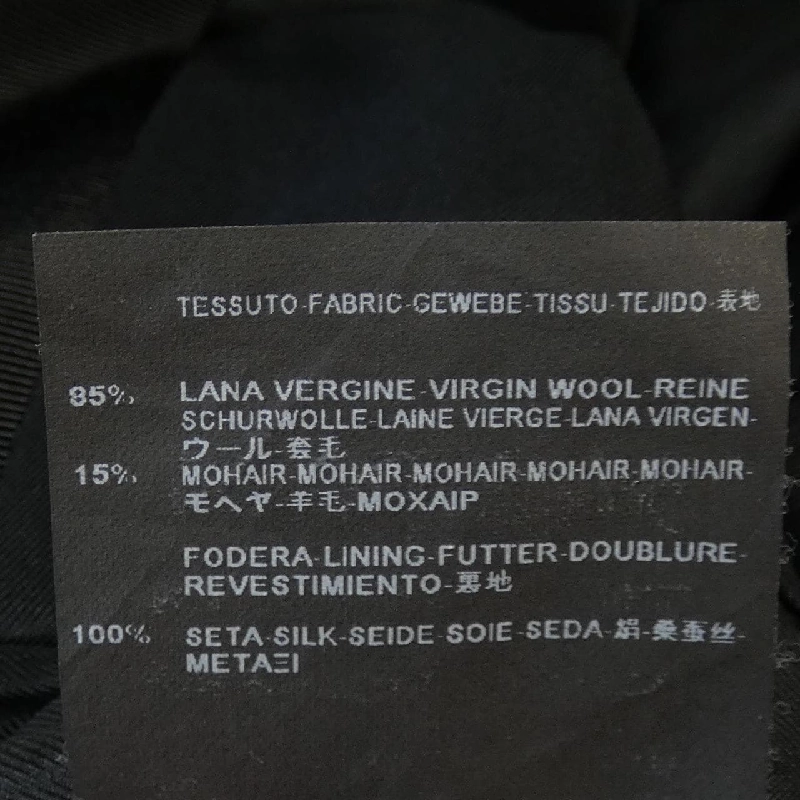 TESSUTO-FABRIC-GEWEBE-TISSU-TEJIDO-表地
85% LANA VERGINE-VIRGIN WOOL-REINE
SCHURWOLLE-LAINE VIERGE-LANA VIRGEN-
ウール-套毛
15% MOHAIR-MOHAIR-MOHAIR-MOHAIR-MOHAIR-
モヘヤ-羊毛-MOXAIP
FODERA-LINING-FUTTER-DOUBLURE-
REVESTIMIENTO-裏地
100% SETA-SILK-SEIDE-SOIE-SEDA-絹-桑蚕丝-
METAΞI